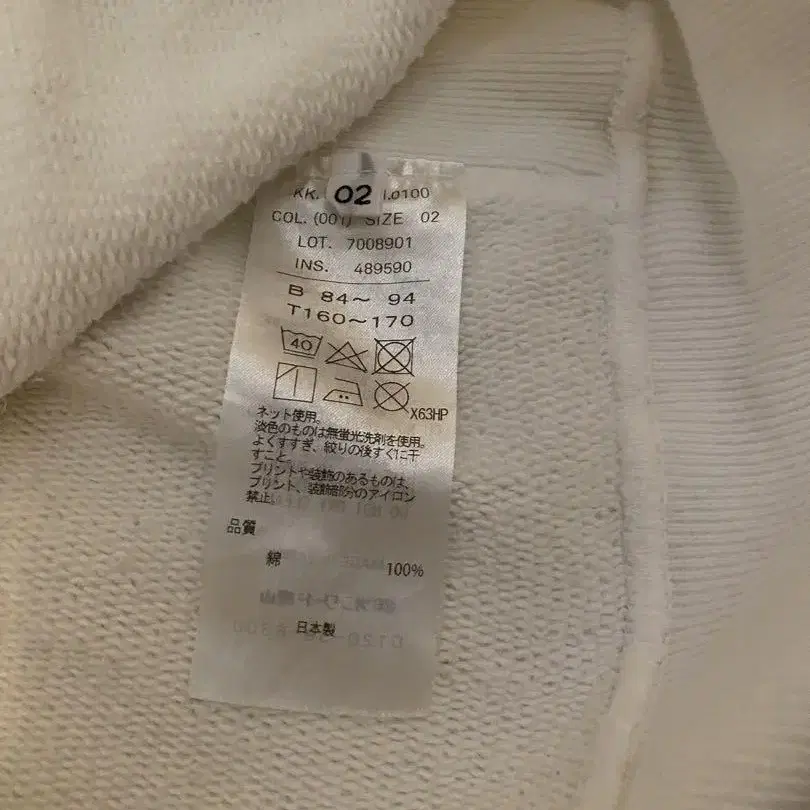 KK. 02 1.0100
COL. (001) SIZE 02
LOT. 7008901
INS. 489590
B 84～ 94
T160～170
40
X63HP
ネット使用。
淡色のものは無蛍光洗剤を使用。
よくすすぎ、絞りの後すぐに干
すこと。
プリントや装飾のあるものは、
プリント、装飾部分のアイロン
禁止。
品質
綿 100%
日本製